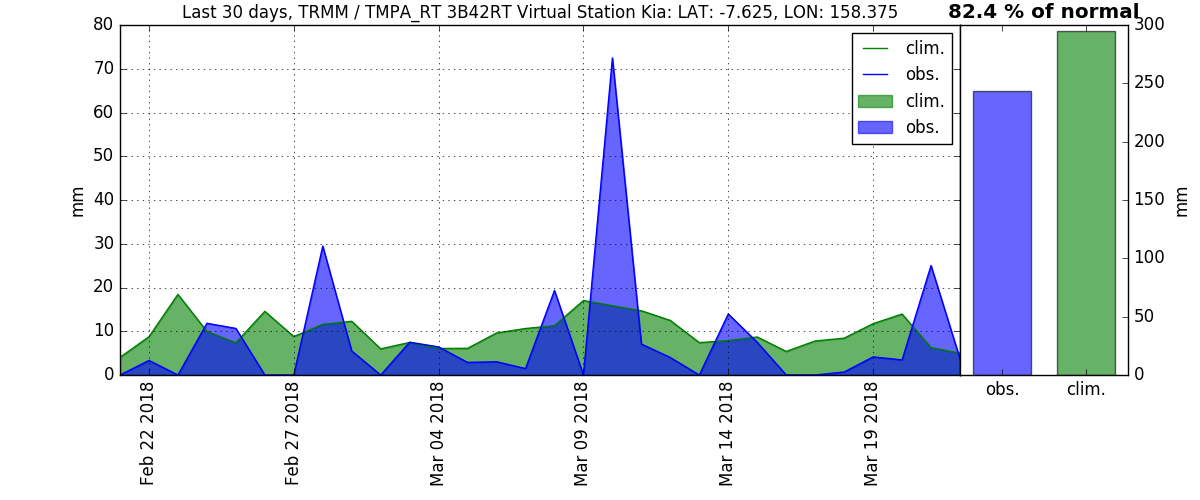 Last 30 days, TRMM / TMPA_RT 3B42RT Virtual Station Kia: LAT: -7.625, LON: 158.375
82.4 % of normal
80
70
60
50
40
30
20
10
0
mm
clim.
obs.
clim.
obs.
300
250
200
150
100
50
0
mm
Feb 22 2018
Feb 27 2018
Mar 04 2018
Mar 09 2018
Mar 14 2018
Mar 19 2018
obs.
clim.